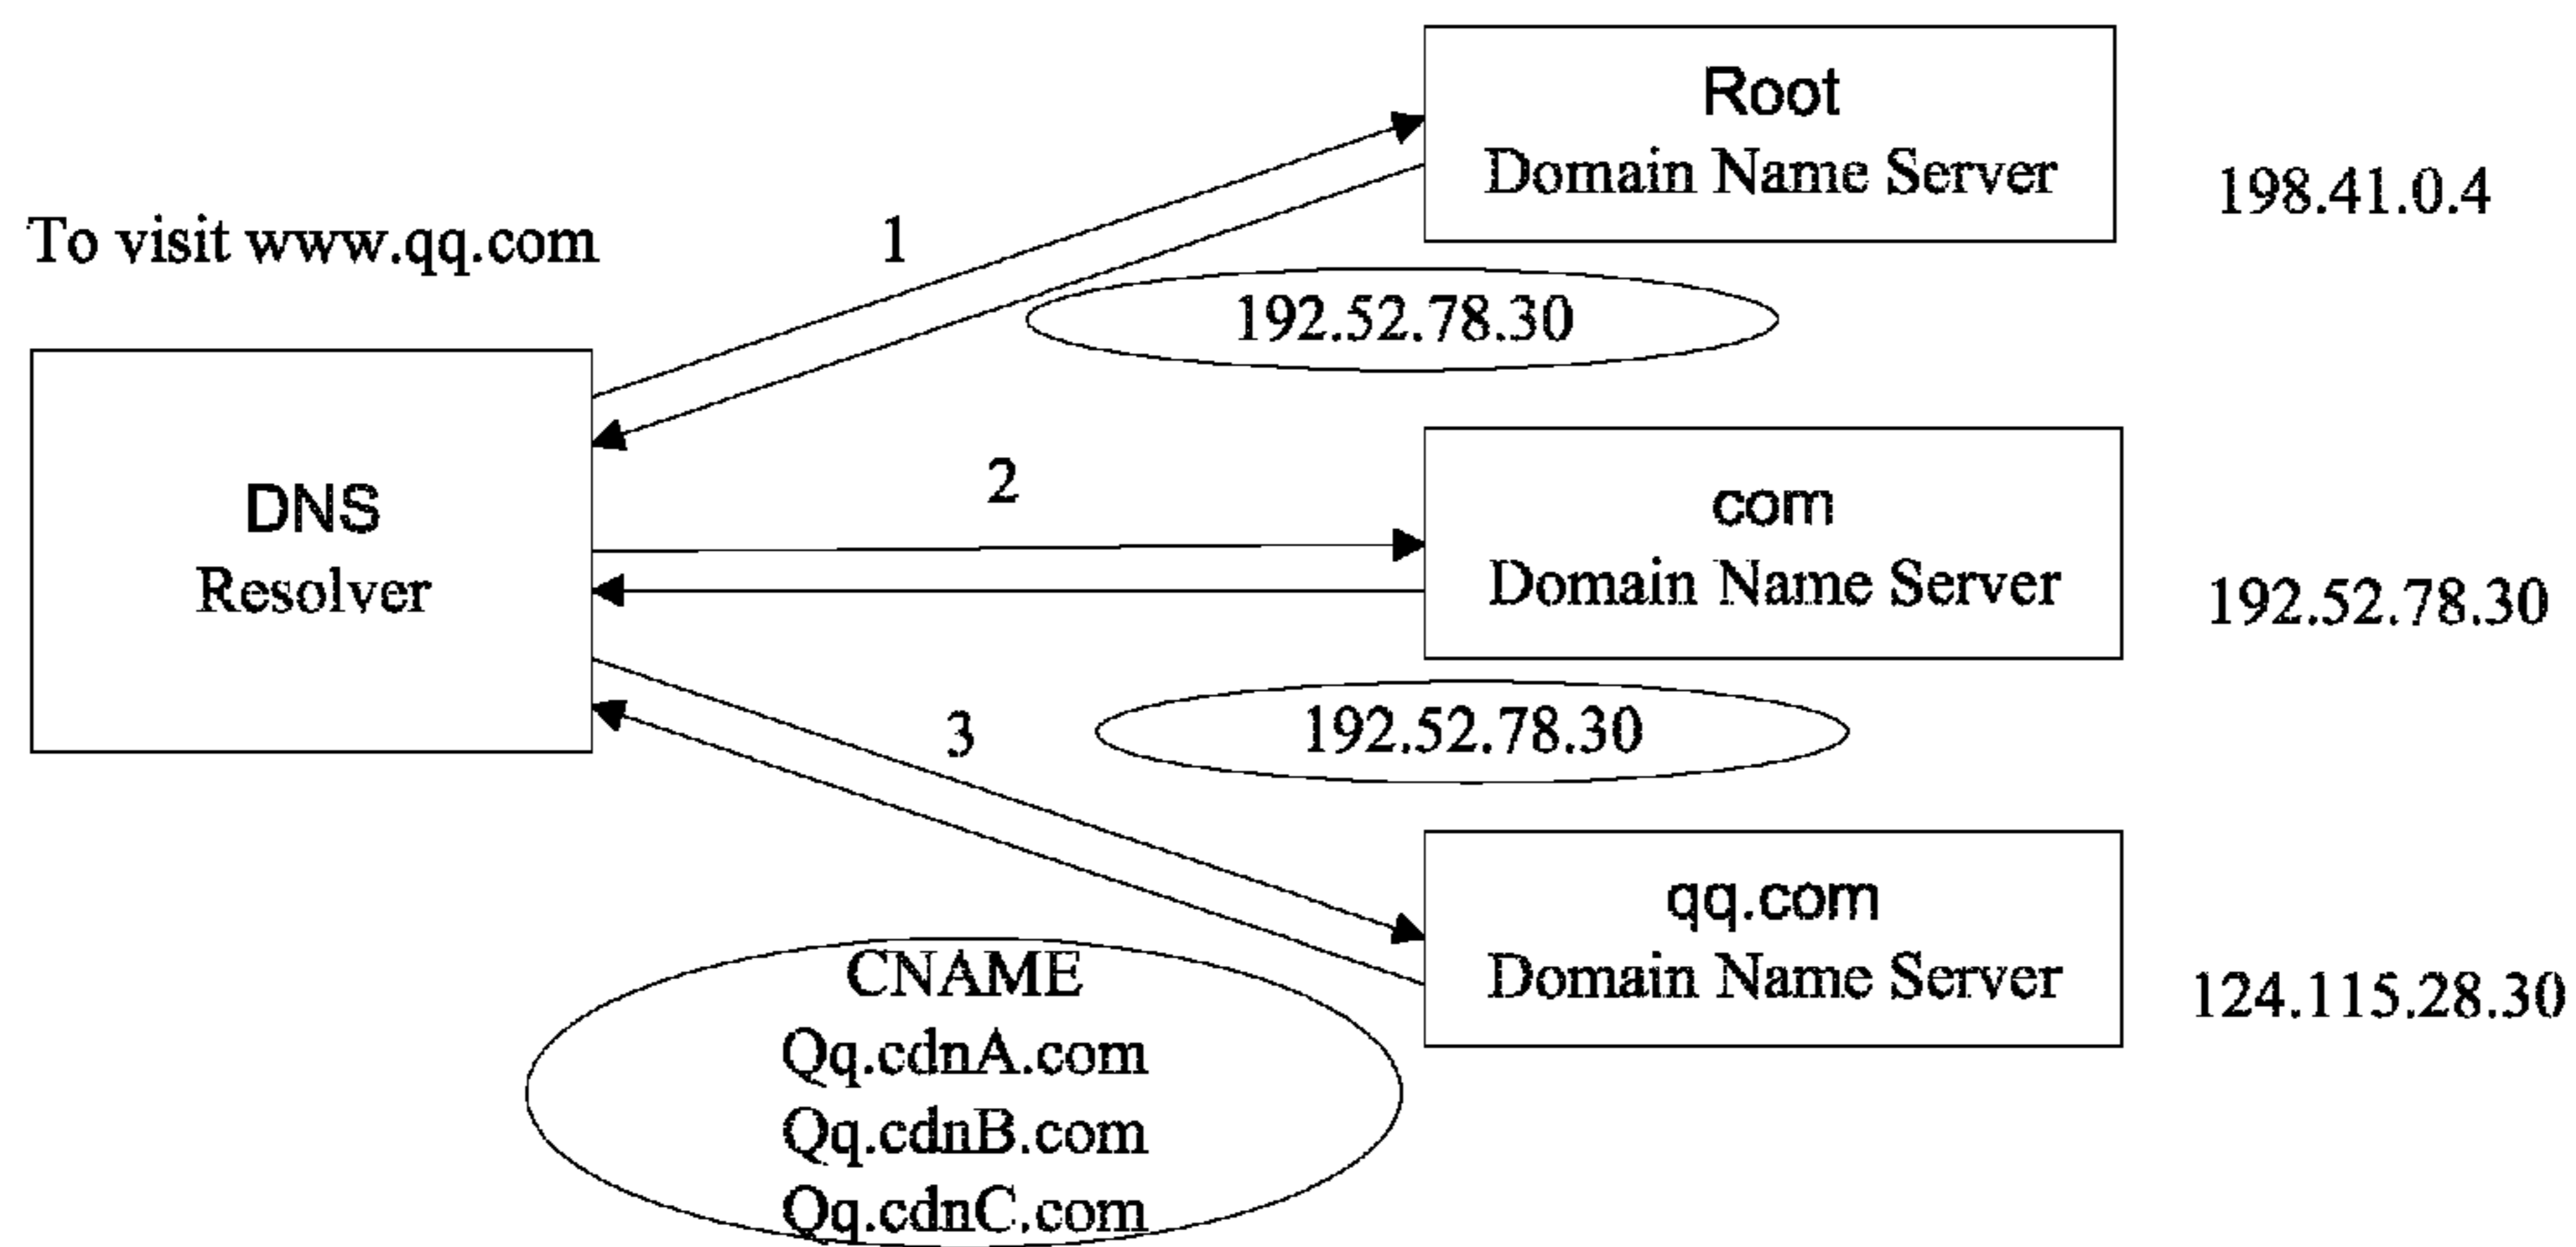 Root
Domain Name Server
198.41.0.4
To visit www.qq.com
1
192.52.78.30
DNS
Resolver
2
com
Domain Name Server
192.52.78.30
3
192.52.78.30
qq.com
Domain Name Server
124.115.28.30
CNAME
Qq.cdnA.com
Qq.cdnB.com
Qq.cdnC.com